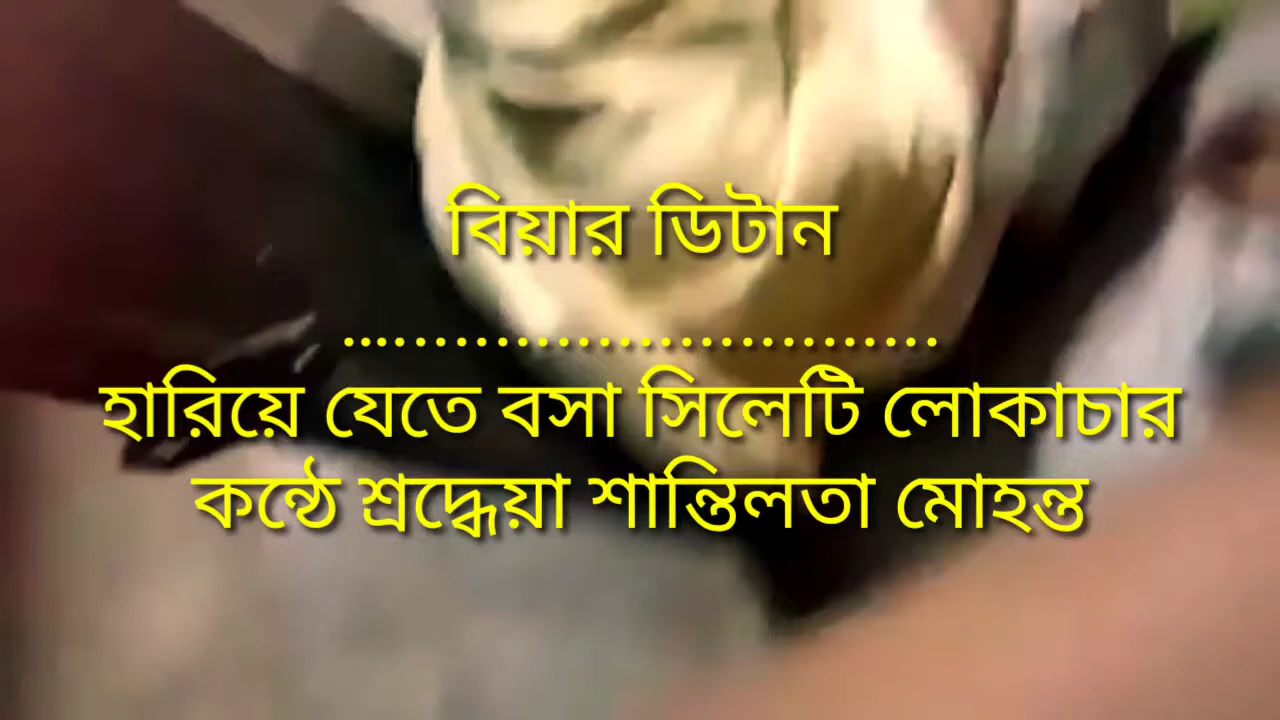 বিয়ার ডিটান
..............................
হারিয়ে যেতে বসা সিলেটি লোকাচার
কন্ঠে শ্রদ্ধেয়া শান্তিলতা মোহন্ত